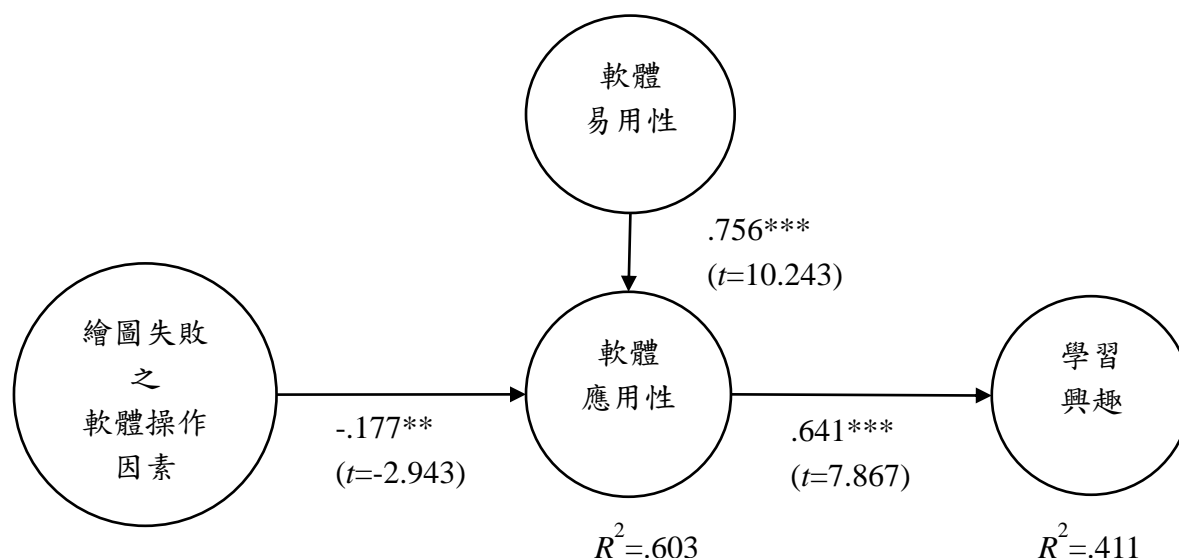 軟體
易用性
.756***
(t=10.243)
繪圖失敗
之
軟體操作
因素
-.177**
(t=-2.943)
軟體
應用性
.641***
(t=7.867)
學習
興趣
R²=.603
R²=.411